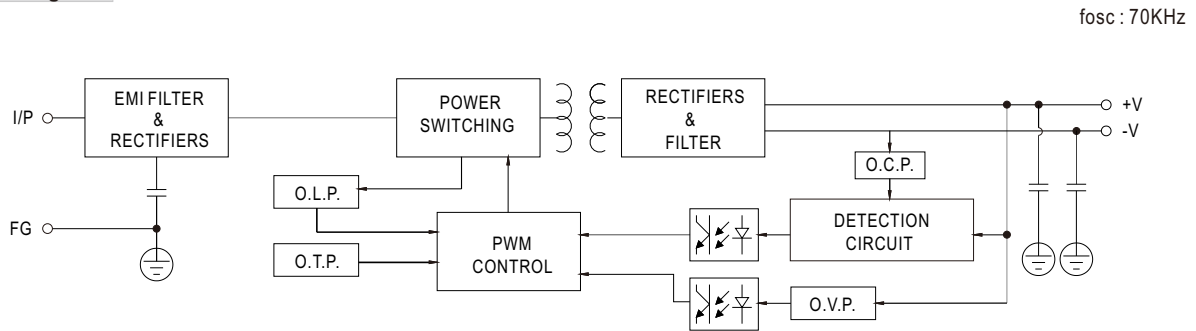 fosc : 70KHz
I/P
EMI FILTER
&
RECTIFIERS
POWER
SWITCHING
RECTIFIERS
&
FILTER
+V
-V
O.C.P.
O.L.P.
FG
PWM
CONTROL
DETECTION
CIRCUIT
O.T.P.
O.V.P.